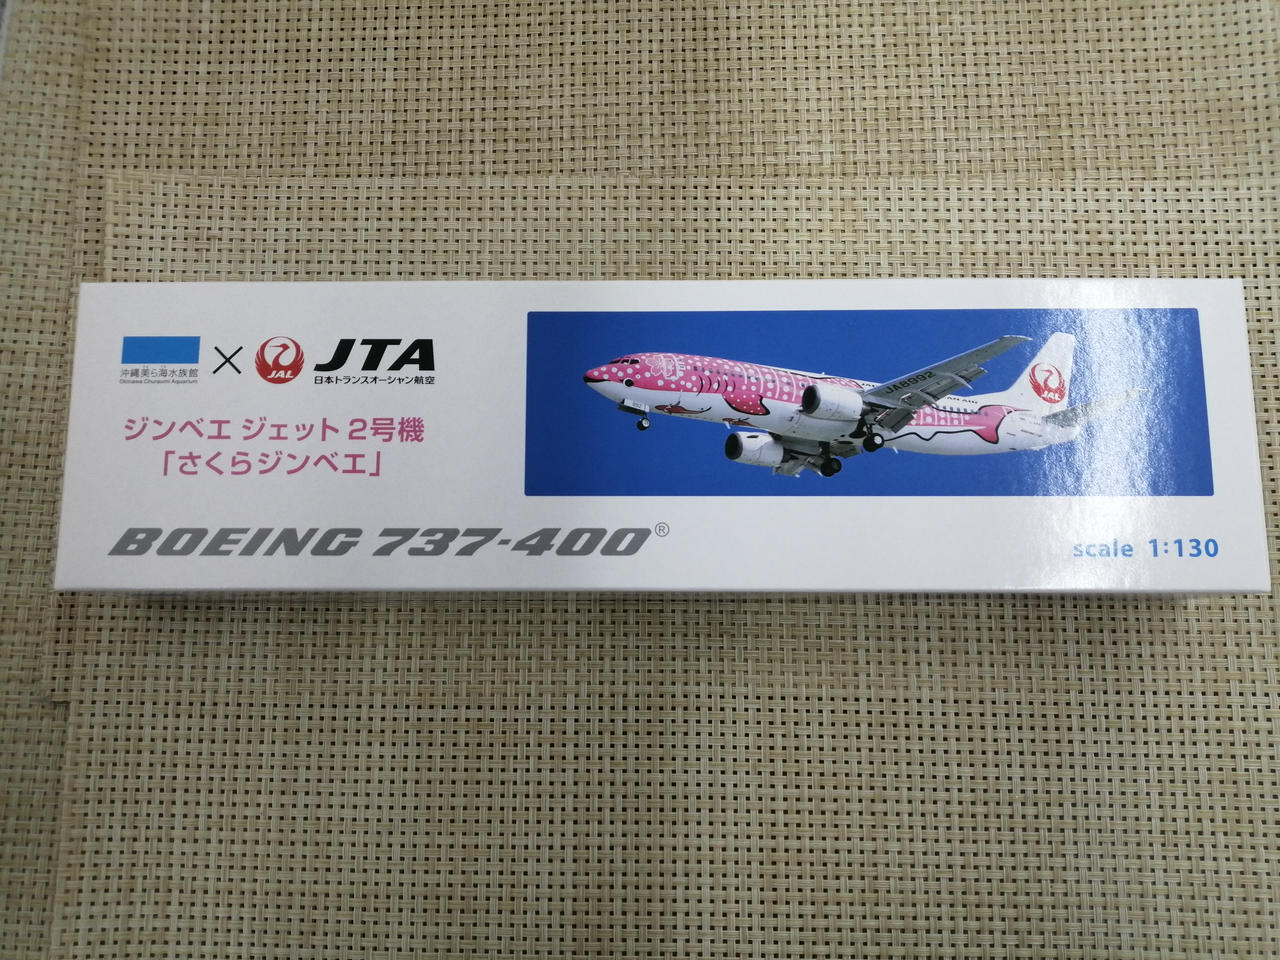 沖縄美ら海水族館
Okinawa Churaumi Aquarium
×
JAL
JTA
日本トランスオーシャン航空
ジンベエ ジェット2号機
「さくらジンベエ」
JA8992
JAL
BOEING 737-400®
scale 1:130